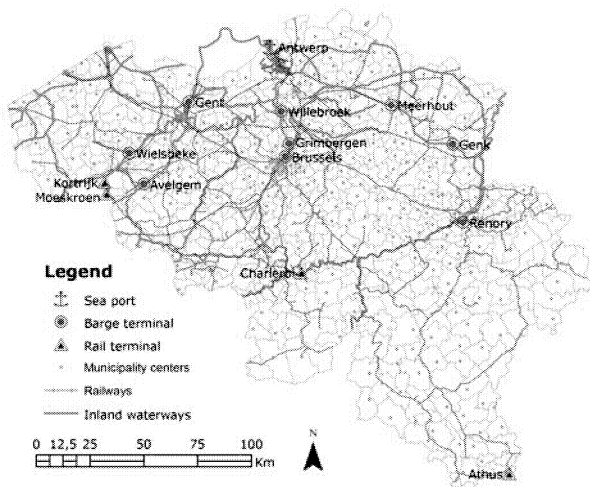 Antwerp
Gent
Willebroek
Meerhout
Grimbergen
Wielsbeke
Genk
Brussels
Kortrijk
Avelgem
Moeskroen
Renory
Charleroi
Legend
Sea port
Barge terminal
Rail terminal
Municipality centers
Railways
Inland waterways
0 12,5 25 50 75 100
Km
N
Athus